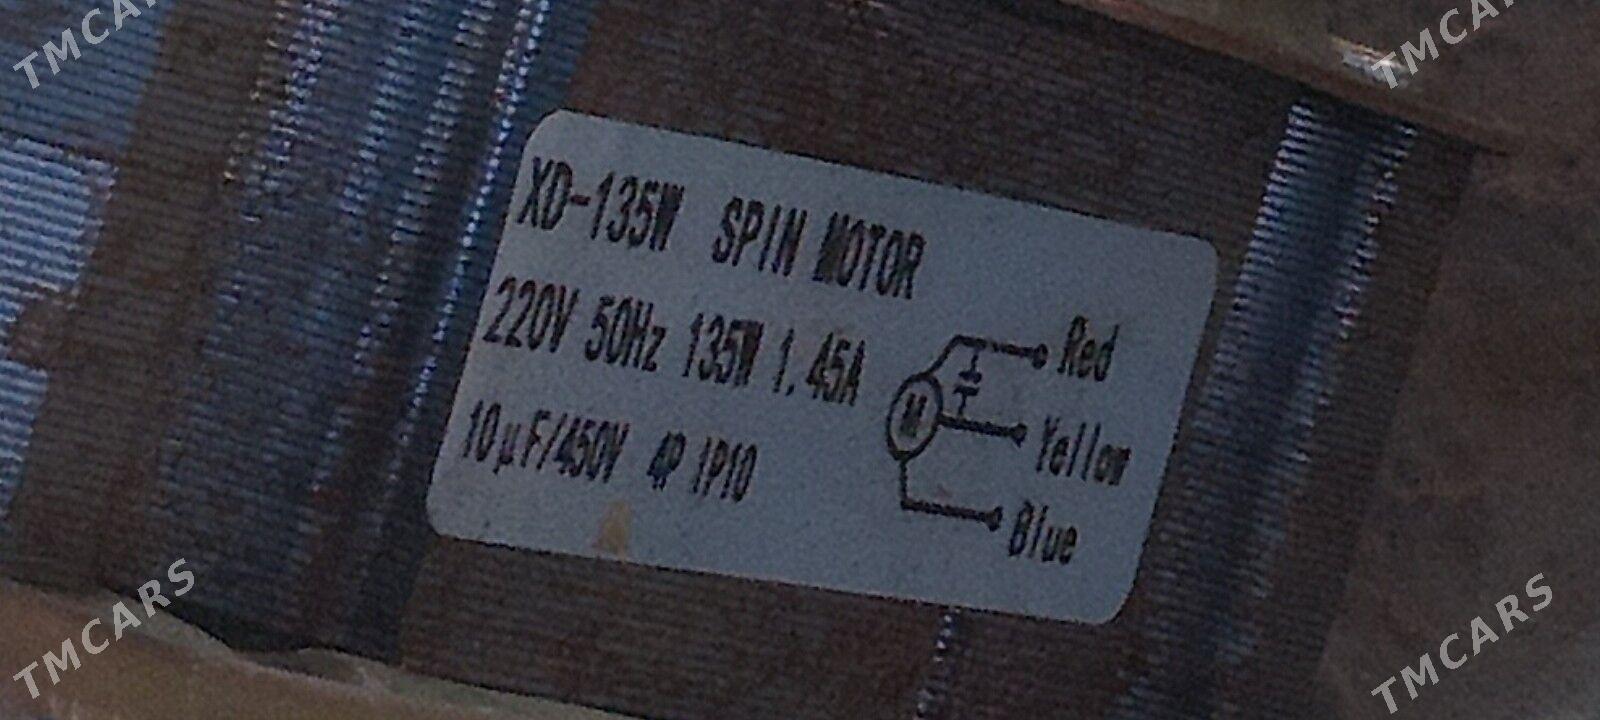 TMCARS
TMCARS
XD-135W SPIN MOTOR
220V 50Hz 135W 1.45A
10μF/450V 4P IP10
M
Red
Yellow
Blue
TMCARS
TMCARS